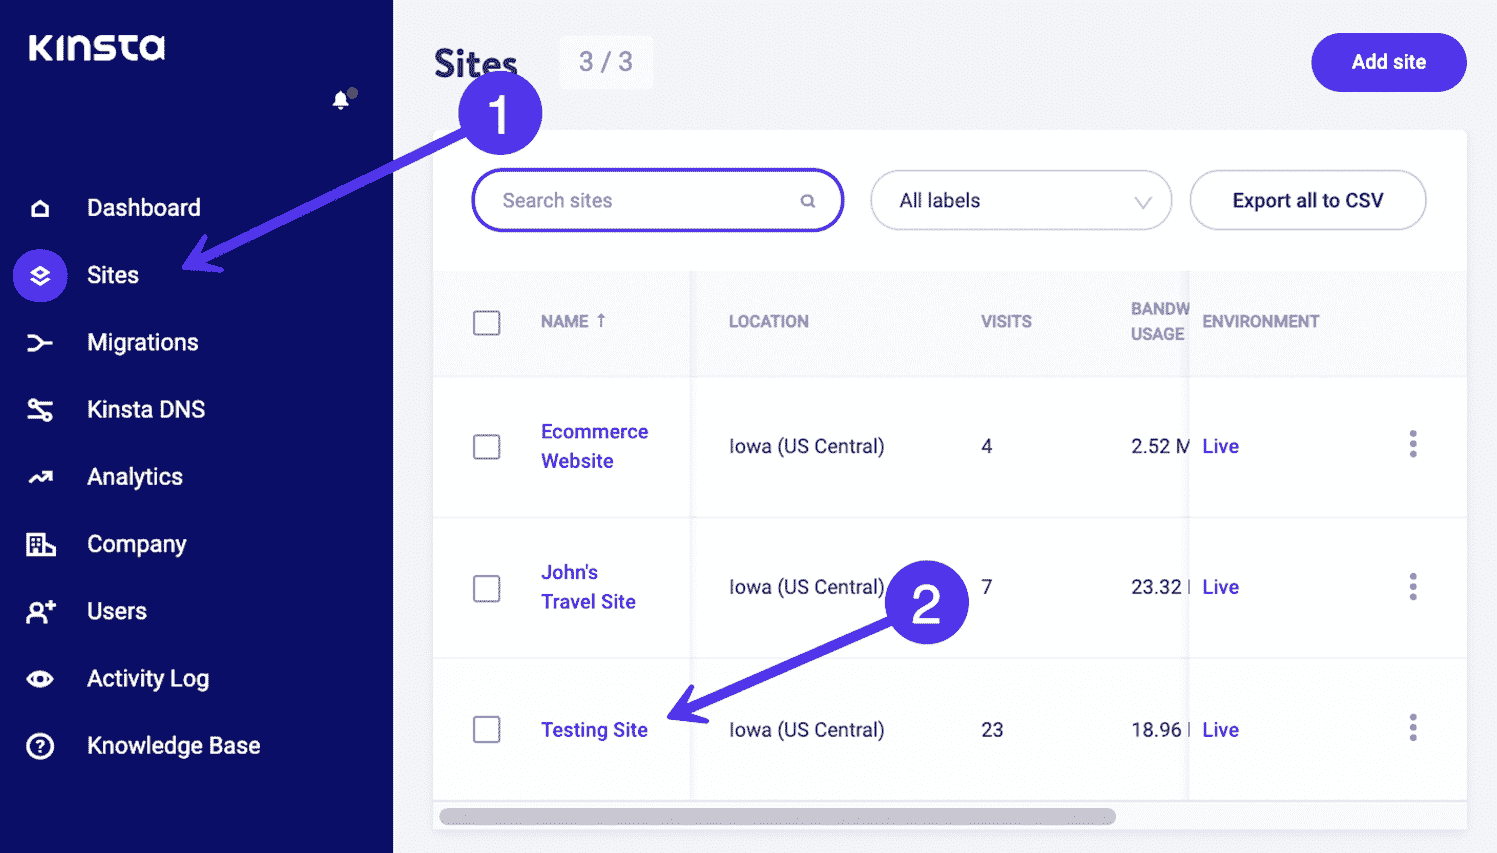 Kinsta
Sites
3 / 3
Add site
1
Dashboard
Sites
Migrations
Kinsta DNS
Analytics
Company
Users
Activity Log
Knowledge Base
Search sites
All labels
Export all to CSV
NAME ↑
LOCATION
VISITS
BANDW
USAGE
ENVIRONMENT
Ecommerce
Website
Iowa (US Central)
4
2.52 M
Live
John's
Travel Site
Iowa (US Central)
7
23.32
Live
2
Testing Site
Iowa (US Central)
23
18.96
Live